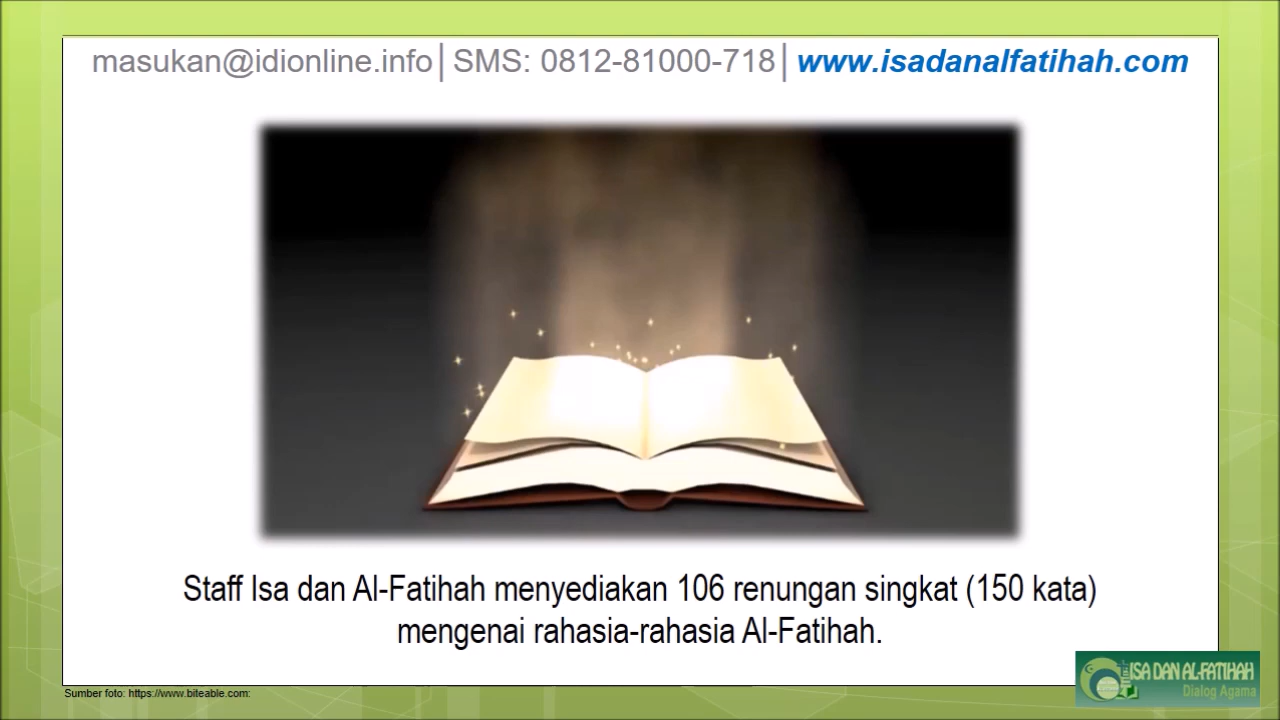 masukan@idionline.info│SMS: 0812-81000-718│www.isadanalfatihah.com
Staff Isa dan Al-Fatihah menyediakan 106 renungan singkat (150 kata)
mengenai rahasia-rahasia Al-Fatihah.
ISA DAN AL-FATIHAH
Dialog Agama
Sumber foto: https://www.biteable.com: